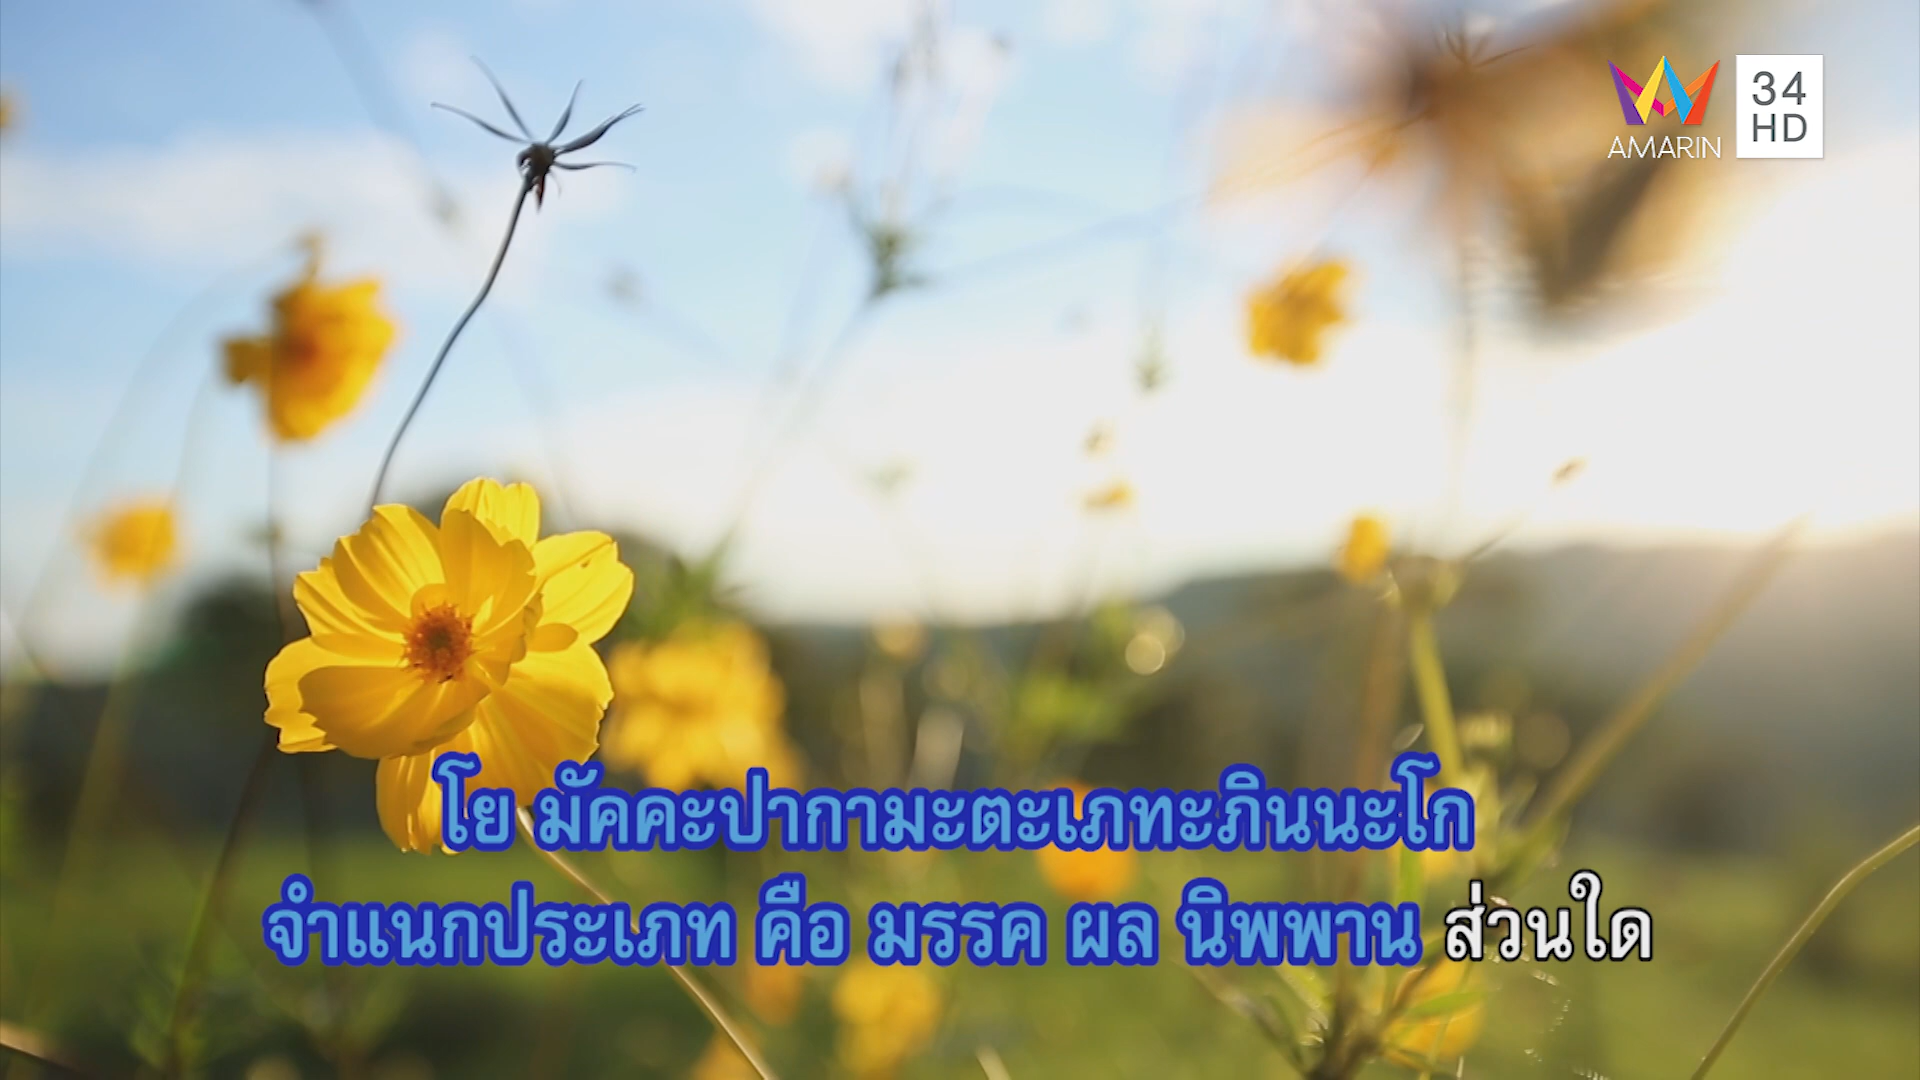 AMARIN
34
HD
โย มัคคะปากามะตะเภทะภินนะโก
จำแนกประเภท คือ มรรค ผล นิพพาน ส่วนใด